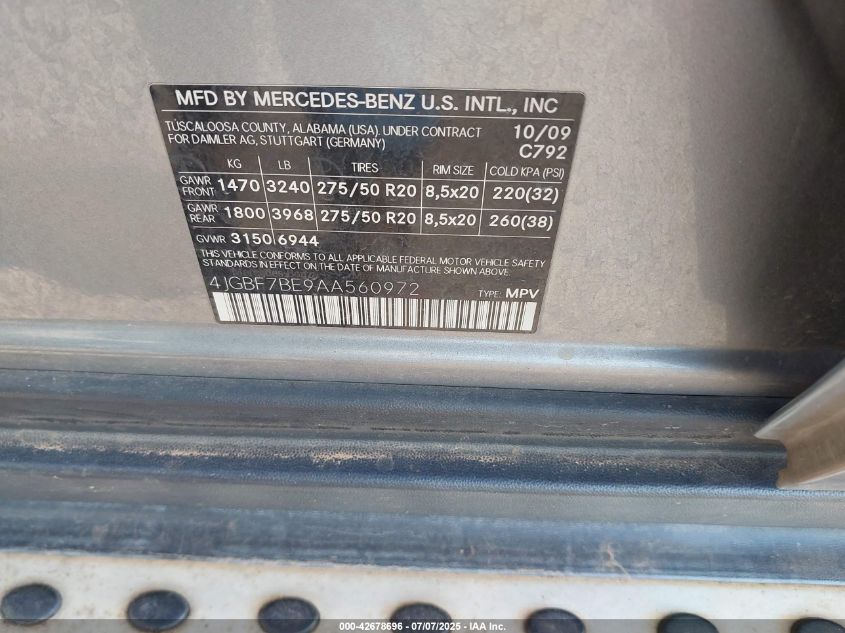 MFD BY MERCEDES-BENZ U.S. INTL., INC
TUSCALOOSA COUNTY, ALABAMA (USA). UNDER CONTRACT 10/09
FOR DAIMLER AG, STUTTGART (GERMANY) C792
KG LB TIRES RIM SIZE COLD KPA (PSI)
GAWR FRONT 1470 3240 275/50 R20 8,5x20 220(32)
GAWR REAR 1800 3968 275/50 R20 8,5x20 260(38)
GVWR 3150 6944
THIS VEHICLE CONFORMS TO ALL APPLICABLE FEDERAL MOTOR VEHICLE SAFETY
STANDARDS IN EFFECT ON THE DATE OF MANUFACTURE SHOWN ABOVE.
4JGBF7BE9AA560972 TYPE: MPV
000-42678696 - 07/07/2025 - © IAA Inc.